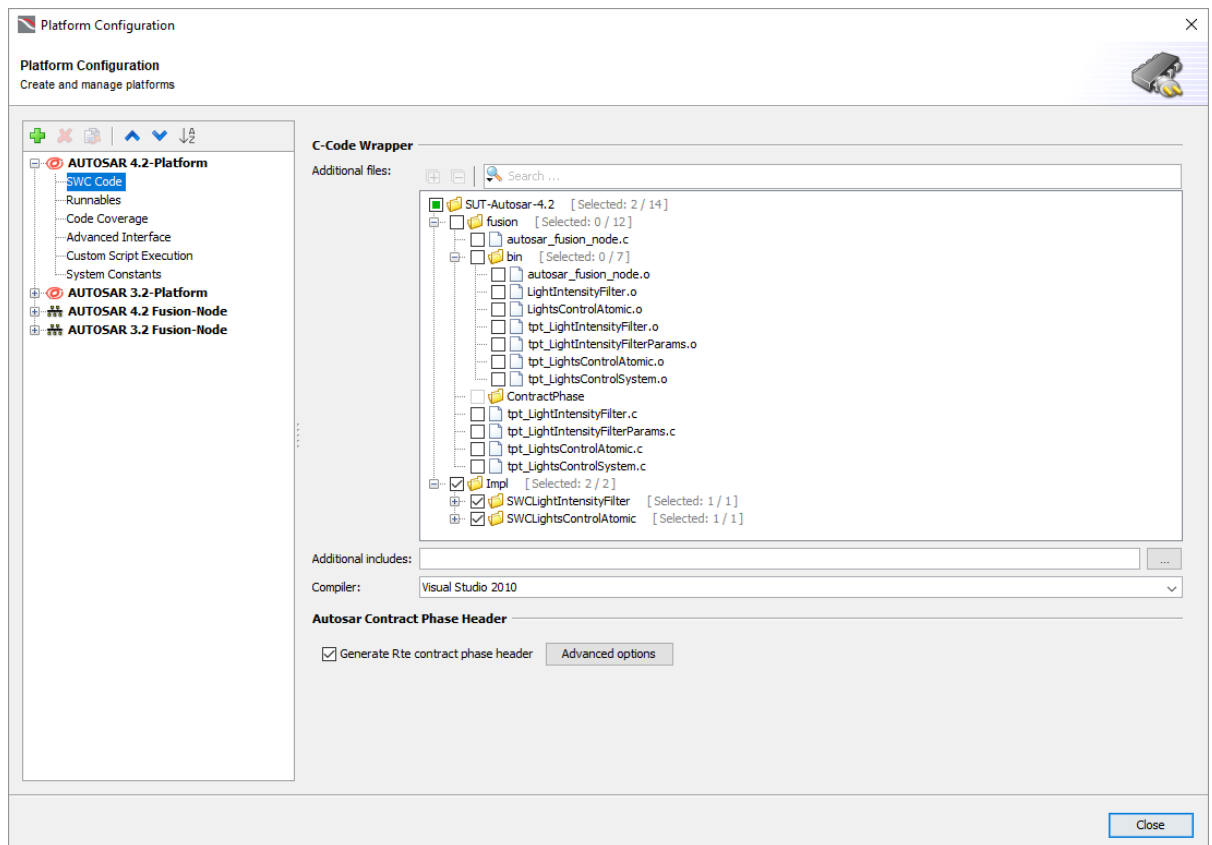 Platform Configuration
Platform Configuration
Create and manage platforms
AUTOSAR 4.2-Platform
SWC Code
Runnables
Code Coverage
Advanced Interface
Custom Script Execution
System Constants
AUTOSAR 3.2-Platform
AUTOSAR 4.2 Fusion-Node
AUTOSAR 3.2 Fusion-Node
C-Code Wrapper
Additional files:
Search ...
SUT-Autosar-4.2 [Selected: 2 / 14]
fusion [Selected: 0 / 12]
autosar_fusion_node.c
bin [Selected: 0 / 7]
autosar_fusion_node.o
LightIntensityFilter.o
LightsControlAtomic.o
tpt_LightIntensityFilter.o
tpt_LightIntensityFilterParams.o
tpt_LightsControlAtomic.o
tpt_LightsControlSystem.o
ContractPhase
tpt_LightIntensityFilter.c
tpt_LightIntensityFilterParams.c
tpt_LightsControlAtomic.c
tpt_LightsControlSystem.c
Impl [Selected: 2 / 2]
SWCLightIntensityFilter [Selected: 1 / 1]
SWCLightsControlAtomic [Selected: 1 / 1]
Additional includes:
...
Compiler: Visual Studio 2010
Autosar Contract Phase Header
Generate Rte contract phase header Advanced options
Close